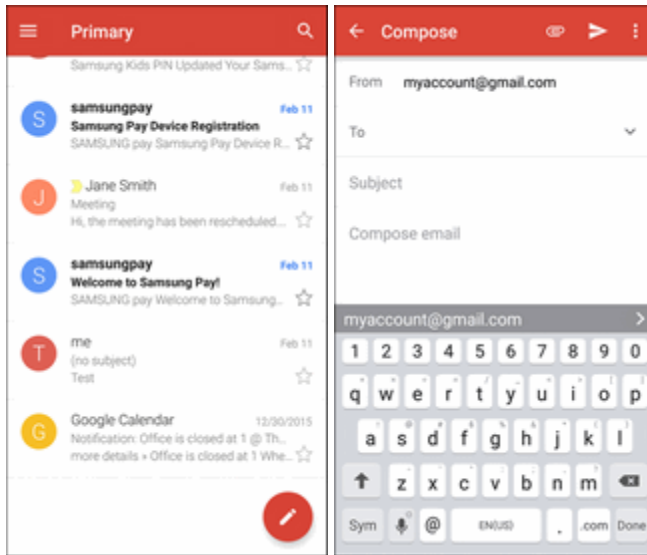 Primary
Samsung Kids PIN Updated Your Sams...
S
samsungpay
Feb 11
Samsung Pay Device Registration
SAMSUNG pay Samsung Pay Device R...
J
Jane Smith
Feb 11
Meeting
Hi, the meeting has been rescheduled...
S
samsungpay
Feb 11
Welcome to Samsung Pay!
SAMSUNG pay Welcome to Samsung...
T
me
Feb 11
(no subject)
Test
G
Google Calendar
12/30/2015
Notification: Office is closed at 1 @ Th...
more details » Office is closed at 1 Whe...
Compose
From myaccount@gmail.com
To
Subject
Compose email
myaccount@gmail.com
1 2 3 4 5 6 7 8 9 0
q w e r t y u i o p
a s d f g h j k l
z x c v b n m
Sym @ EN(US) . .com Done